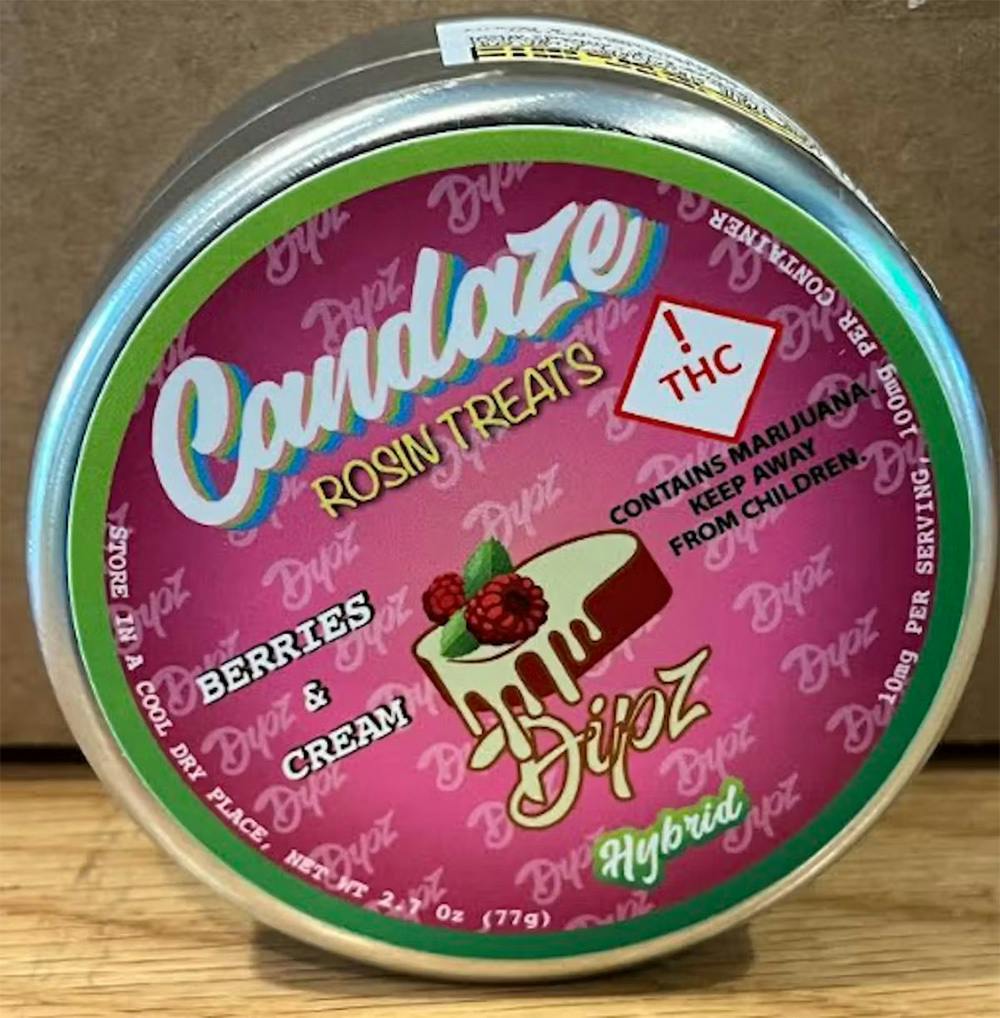 Candaze
ROSIN TREATS
!
THC
CONTAINS MARIJUANA.
KEEP AWAY
FROM CHILDREN.
BERRIES
&
CREAM
Dipz
Hybrid
STORE IN A COOL DRY PLACE, NET WT 2.7 Oz (77g)
10mg PER SERVING, 100mg PER CONTAINER